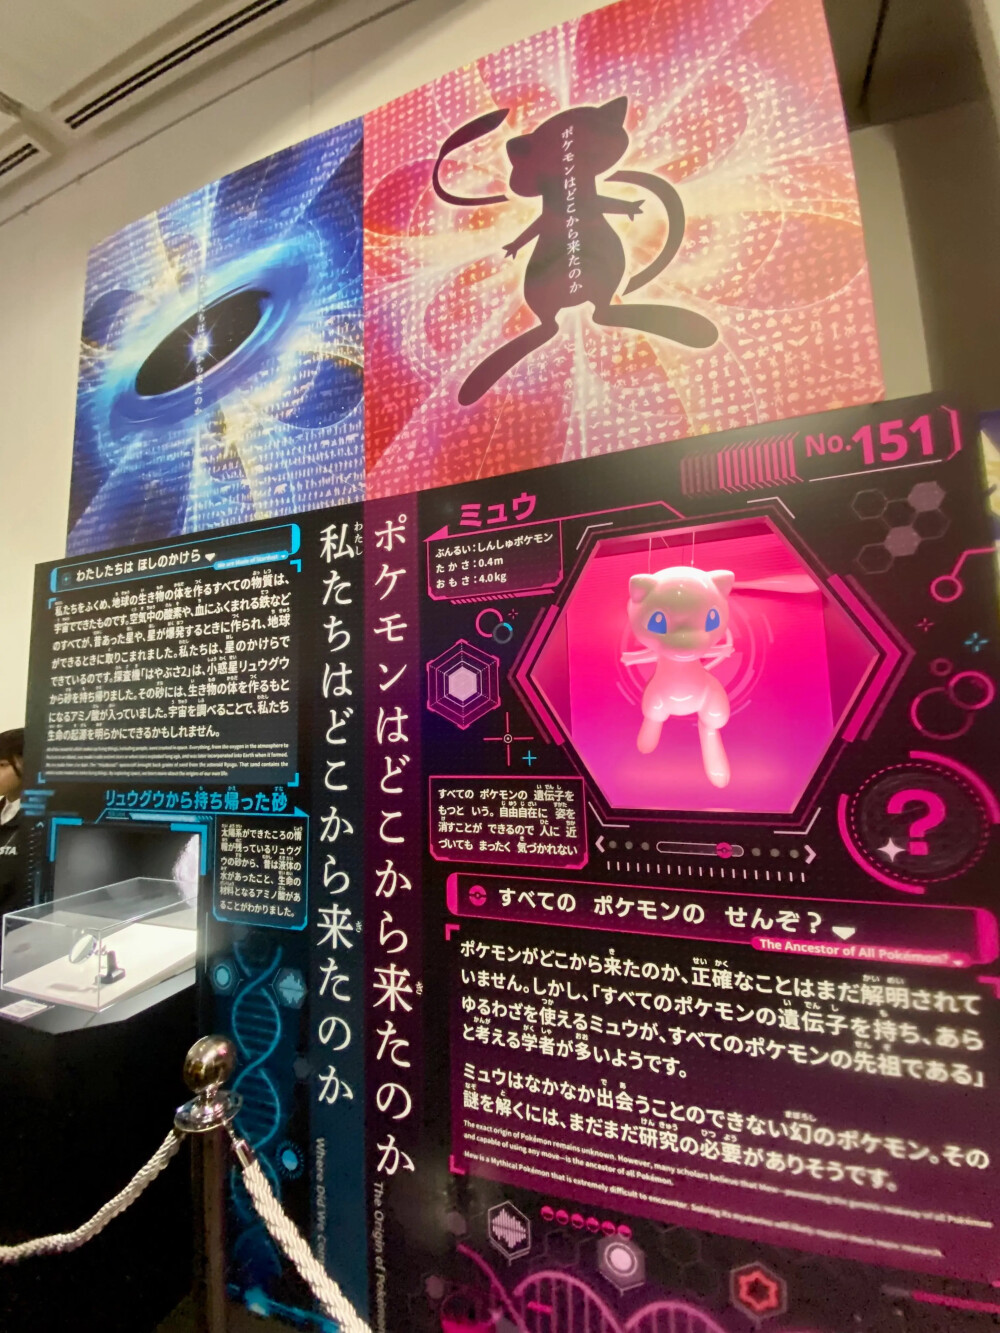 ポケモンはどこから来たのか
No.151
ミュウ
ぶんるい：しんしゅポケモン
たかさ：0.4m
おもさ：4.0kg
わたしたちは ほしのかけら
We are Made of Stardust
私たちをふくめ、地球の生き物の体を作るすべての物質は、
宇宙でできたものです。空気中の酸素や、血にふくまれる鉄など
のすべてが、昔あった星や、星が爆発するときに作られ、地球
ができるときに取りこまれました。私たちは、星のかけらで
できているのです。探査機「はやぶさ2」は、小惑星リュウグウ
から砂を持ち帰りました。その砂には、生き物の体を作るもと
になるアミノ酸が入っていました。宇宙を調べることで、私たち
生命の起源を明らかにできるかもしれません。
リュウグウから持ち帰った砂
太陽系ができたころの情
報が残っているリュウグ
ウの砂から、昔は液体の
水があったこと、生命の
材料となるアミノ酸があ
ることがわかりました。
私たちはどこから来たのか
Where Did We Come
ポケモンはどこから来たのか
The Origin of Pokémon
すべての ポケモンの 遺伝子を
もつと いう。自由自在に 姿を
消すことが できるので 人に 近
づいても まったく 気づかれない
?
すべての ポケモンの せんぞ？
The Ancestor of All Pokémon?
ポケモンがどこから来たのか、正確なことはまだ解明されて
いません。しかし、「すべてのポケモンの遺伝子を持ち、あら
ゆるわざを使えるミュウが、すべてのポケモンの先祖である」
と考える学者が多いようです。
ミュウはなかなか出会うことのできない幻のポケモン。その
謎を解くには、まだまだ研究の必要がありそうです。
The exact origin of Pokémon remains unknown. However, many scholars believe that Mew—possessing the genetic makeup of all Pokémon
and capable of using any move—is the ancestor of all Pokémon.
Mew is a Mythical Pokémon that is extremely difficult to encounter. Solving its mysteries will likely require much more research.